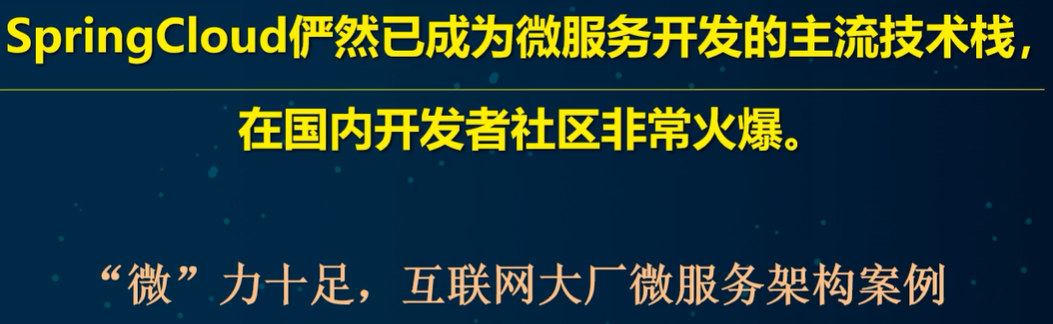 SpringCloud俨然已成为微服务开发的主流技术栈，
在国内开发者社区非常火爆。
“微”力十足，互联网大厂微服务架构案例